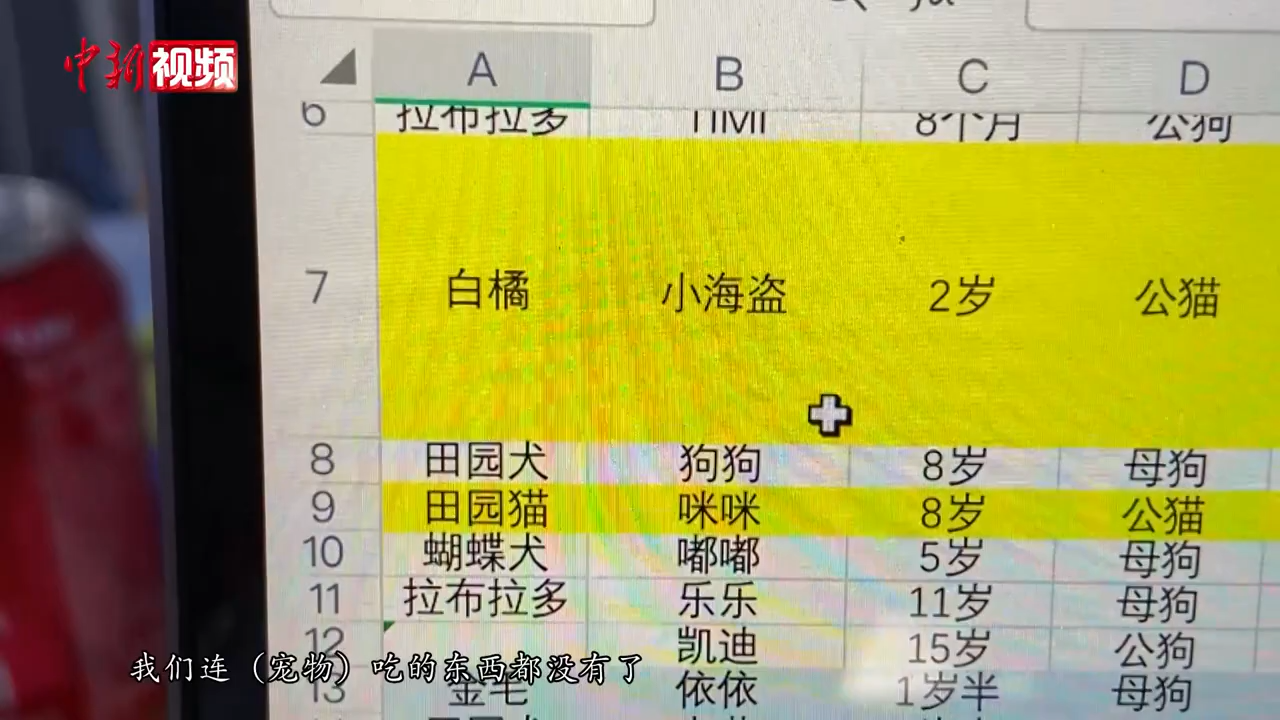 中新视频
A B C D
6 拉布拉多 TIMI 8个月 公狗
7 白橘 小海盗 2岁 公猫
8 田园犬 狗狗 8岁 母狗
9 田园猫 咪咪 8岁 公猫
10 蝴蝶犬 嘟嘟 5岁 母狗
11 拉布拉多 乐乐 11岁 母狗
12 凯迪 15岁 公狗
我们连（宠物）吃的东西都没有了
13 金毛 依依 1岁半 母狗